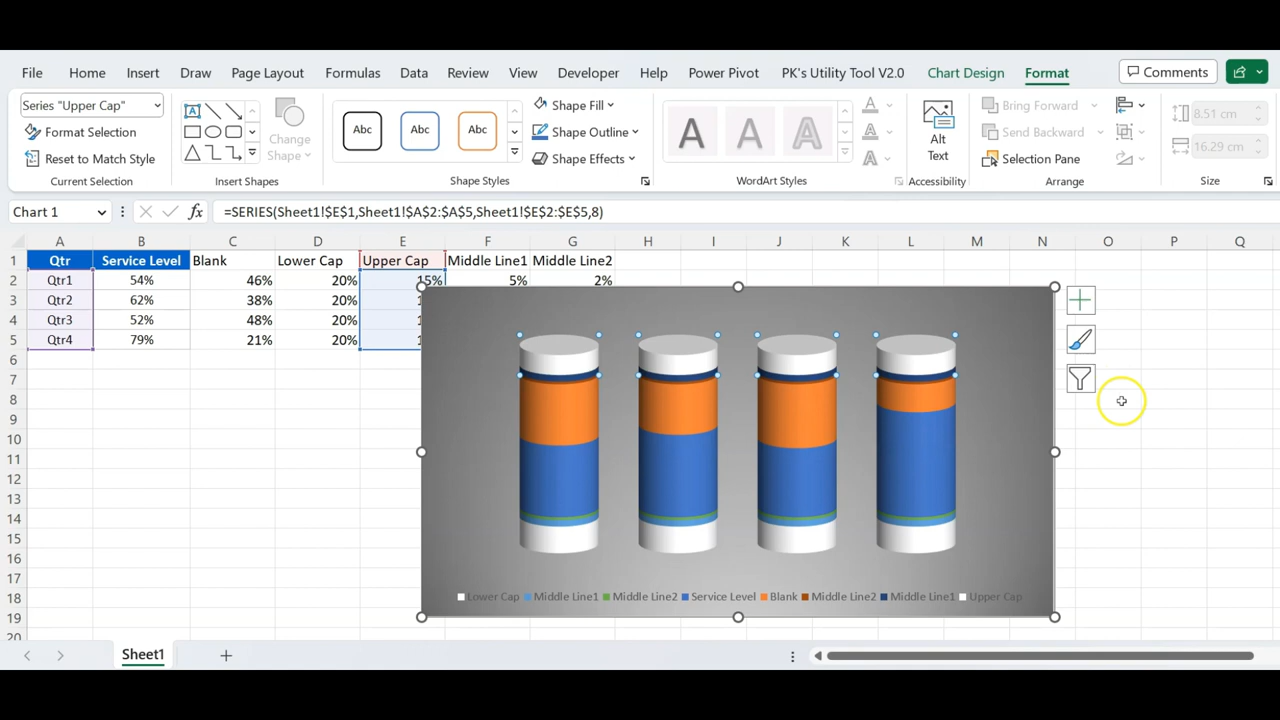 File Home Insert Draw Page Layout Formulas Data Review View Developer Help Power Pivot PK's Utility Tool V2.0 Chart Design Format Comments
Series "Upper Cap"
Format Selection
Reset to Match Style
Current Selection
Change
Shape
Insert Shapes
Abc Abc Abc
Shape Fill
Shape Outline
Shape Effects
Shape Styles
A A A
WordArt Styles
Alt
Text
Accessibility
Bring Forward
Send Backward
Selection Pane
Arrange
8.51 cm
16.29 cm
Size
Chart 1 fx =SERIES(Sheet1!$E$1,Sheet1!$A$2:$A$5,Sheet1!$E$2:$E$5,8)
A B C D E F G H I J K L M N O P Q
1 Qtr Service Level Blank Lower Cap Upper Cap Middle Line1 Middle Line2
2 Qtr1 54% 46% 20% 15% 5% 2%
3 Qtr2 62% 38% 20% 1
4 Qtr3 52% 48% 20% 1
5 Qtr4 79% 21% 20% 1
6
7
8
9
10
11
12
13
14
15
16
17
18
19
20
Lower Cap Middle Line1 Middle Line2 Service Level Blank Middle Line2 Middle Line1 Upper Cap
Sheet1